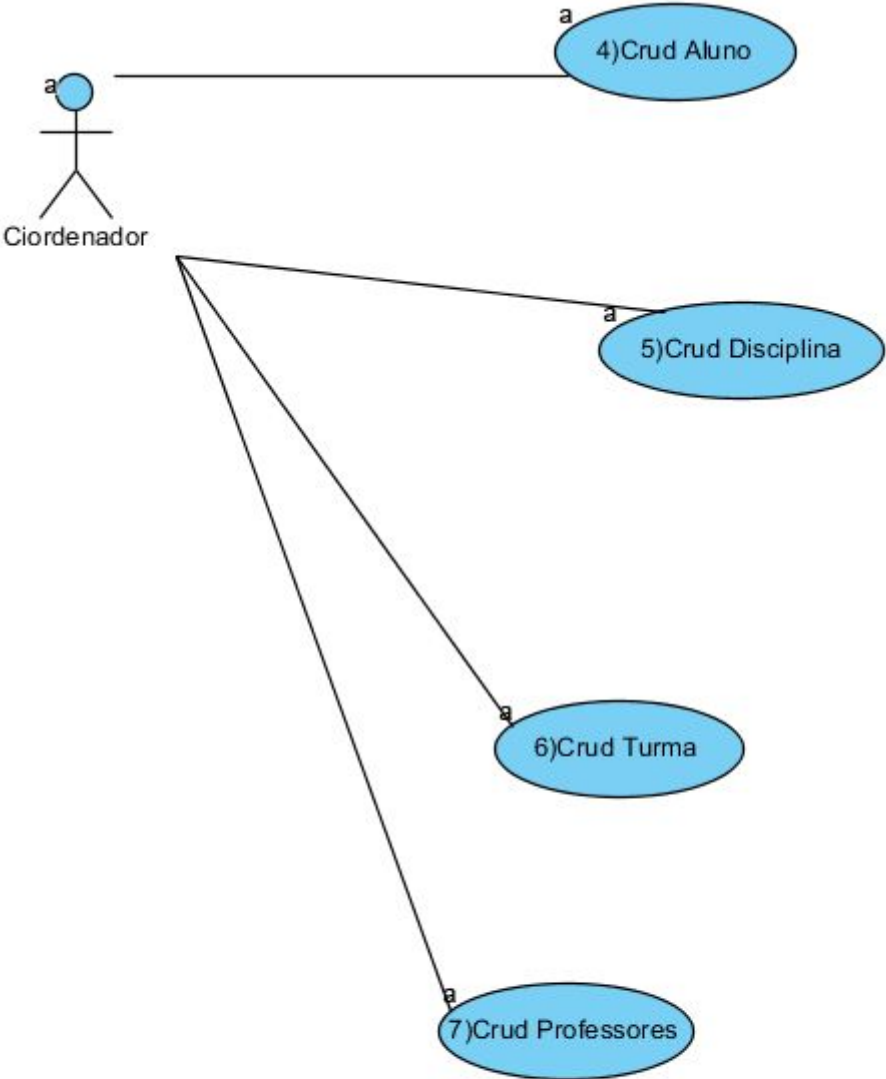 a
4)Crud Aluno
a
Ciordenador
a
5)Crud Disciplina
a
6)Crud Turma
a
7)Crud Professores